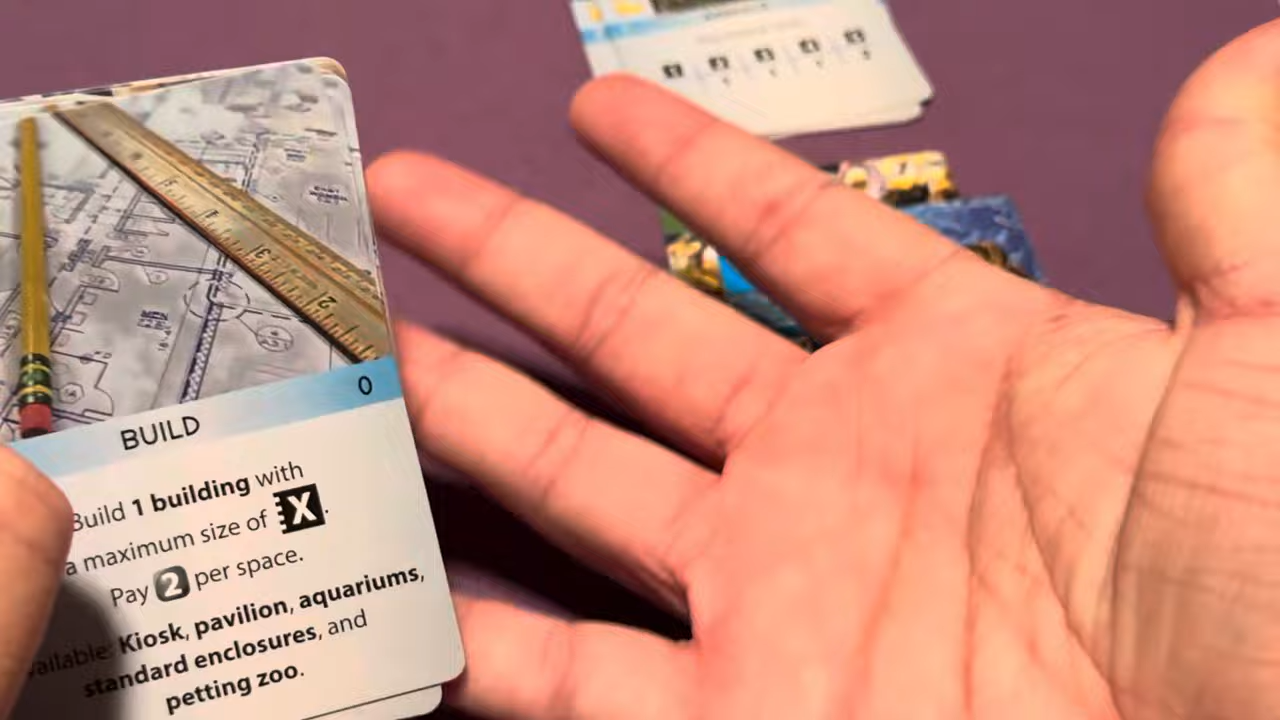 0
BUILD
Build 1 building with
a maximum size of X.
Pay 2 per space.
Kiosk, pavilion, aquariums,
standard enclosures, and
petting zoo.